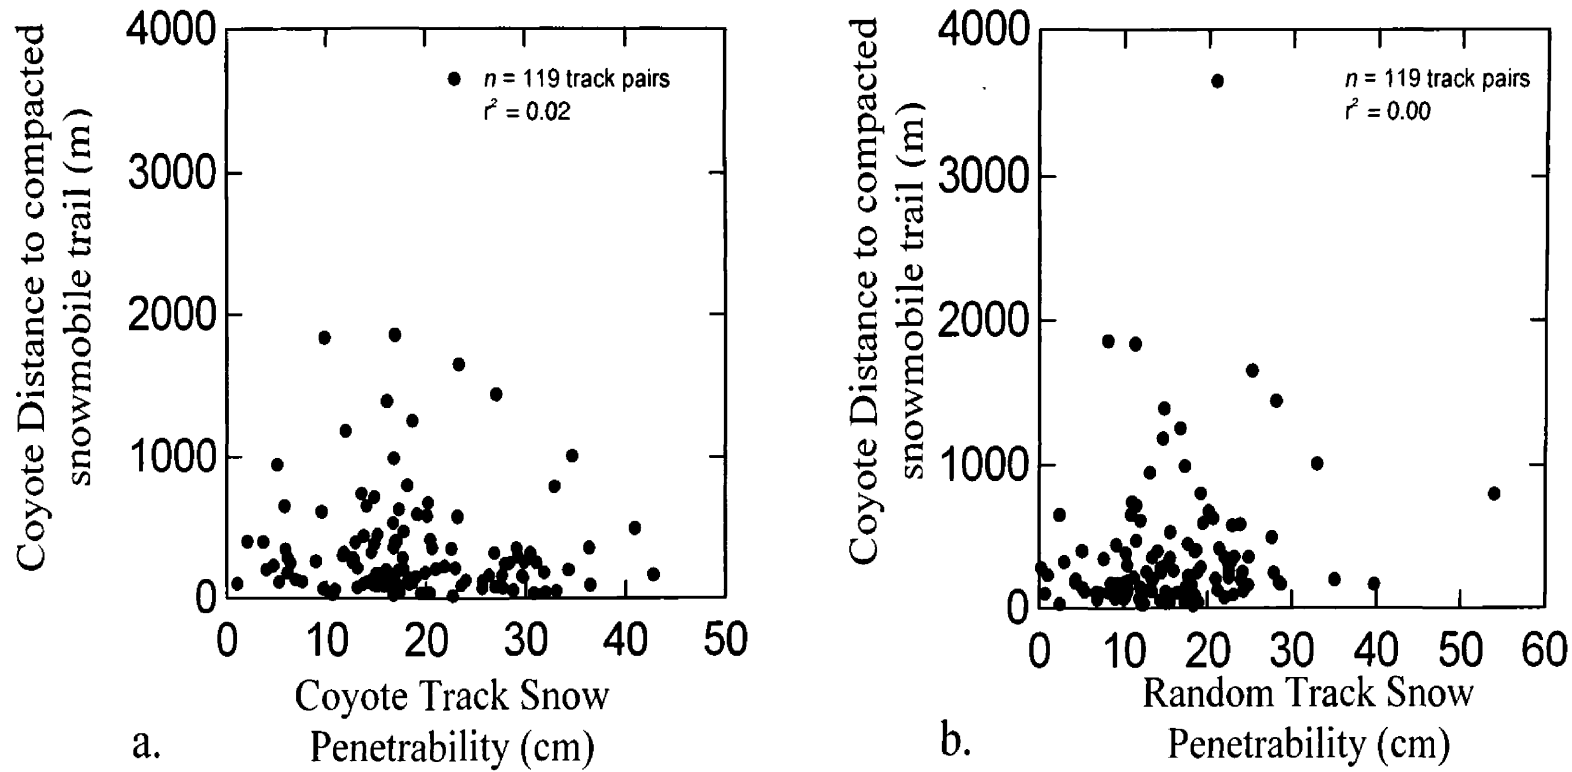 Coyote Distance to compacted
snowmobile trail (m)
4000
3000
2000
1000
0
n = 119 track pairs
r² = 0.02
0 10 20 30 40 50
Coyote Track Snow
Penetrability (cm)
a.
Coyote Distance to compacted
snowmobile trail (m
4000
3000
2000
1000
0
n = 119 track pairs
r² = 0.00
0 10 20 30 40 50 60
Random Track Snow
Penetrability (cm)
b.